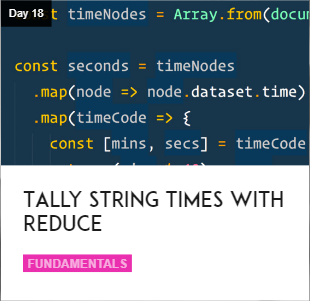 Day 18
t timeNodes = Array.from(docu
const seconds = timeNodes
.map(node => node.dataset.time)
.map(timeCode => {
const [mins, secs] = timeCode
TALLY STRING TIMES WITH
REDUCE
FUNDAMENTALS